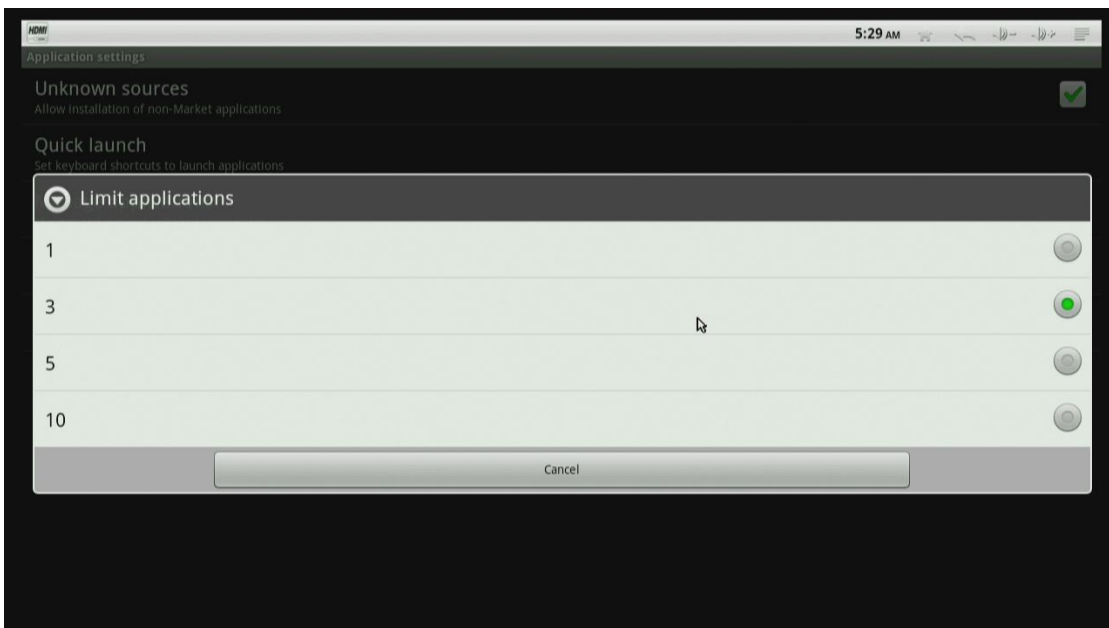 HDMI
5:29 AM
Application settings
Unknown sources
Allow installation of non-Market applications
Quick launch
Set keyboard shortcuts to launch applications
Limit applications
1
3
5
10
Cancel